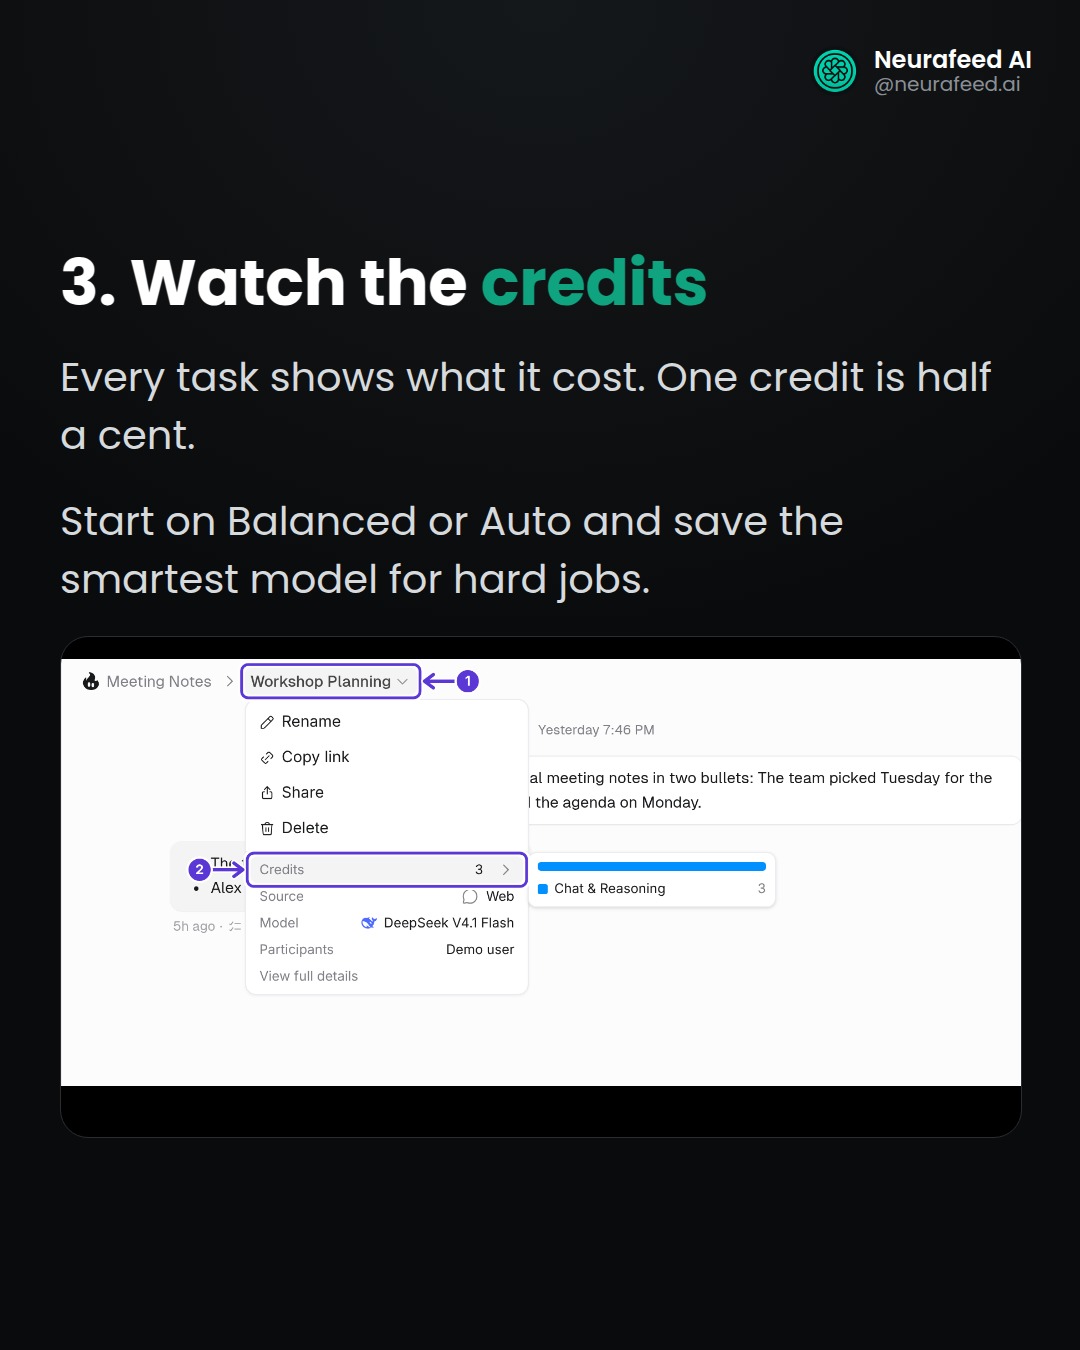 Neurafeed AI
@neurafeed.ai
3. Watch the credits
Every task shows what it cost. One credit is half
a cent.
Start on Balanced or Auto and save the
smartest model for hard jobs.
Meeting Notes > Workshop Planning 1
Rename
Yesterday 7:46 PM
Copy link
al meeting notes in two bullets: The team picked Tuesday for the
Share
the agenda on Monday.
Delete
2
Credits 3
Chat & Reasoning 3
• Alex
Source Web
5h ago ·
Model DeepSeek V4.1 Flash
Participants Demo user
View full details